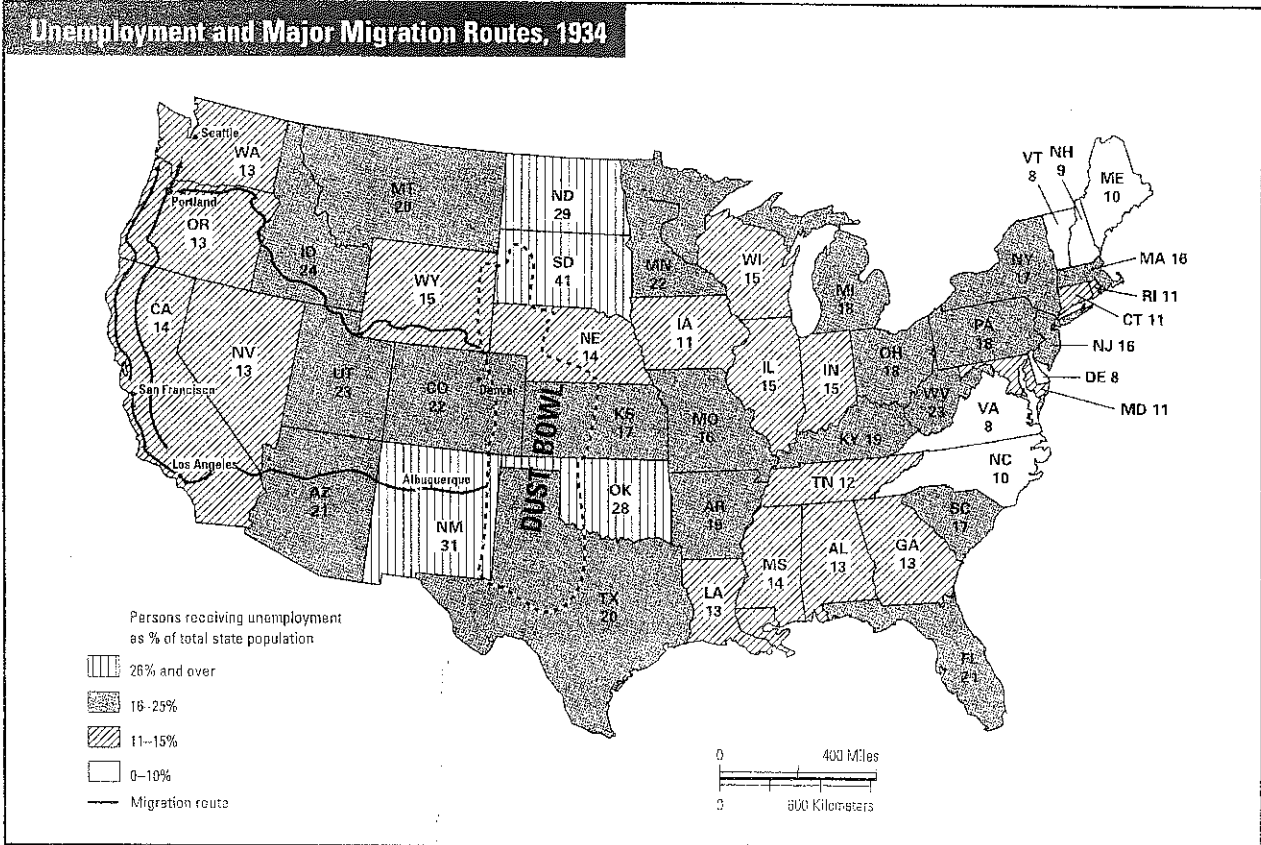 Unemployment and Major Migration Routes, 1934
Seattle
WA
13
Portland
OR
13
MT
20
ID
24
WY
15
ND
29
SD
41
MN
22
WI
15
MI
18
VT
8
NH
9
ME
10
NY
17
MA 16
RI 11
CT 11
NJ 16
PA
18
DE 8
MD 11
CA
14
NV
13
UT
23
CO
22
Denver
NE
14
IA
11
IL
15
IN
15
OH
18
WV
23
VA
8
San Francisco
KS
17
MO
16
KY 19
NC
10
Los Angeles
Albuquerque
DUST BOWL
AZ
21
NM
31
OK
28
AR
19
TN 12
SC
17
MS
14
AL
13
GA
13
TX
20
LA
13
FL
21
Persons receiving unemployment
as % of total state population
26% and over
16–25%
11–15%
0–10%
Migration route
0 400 Miles
0 600 Kilometers